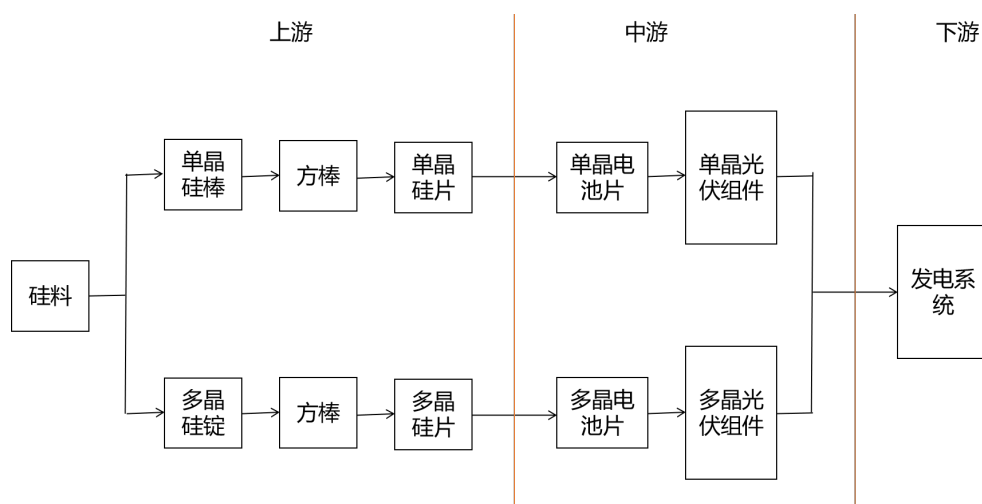 上游
中游
下游
单晶
硅棒
方棒
单晶
硅片
单晶电
池片
单晶光
伏组件
硅料
发电系
统
多晶
硅锭
方棒
多晶
硅片
多晶电
池片
多晶光
伏组件